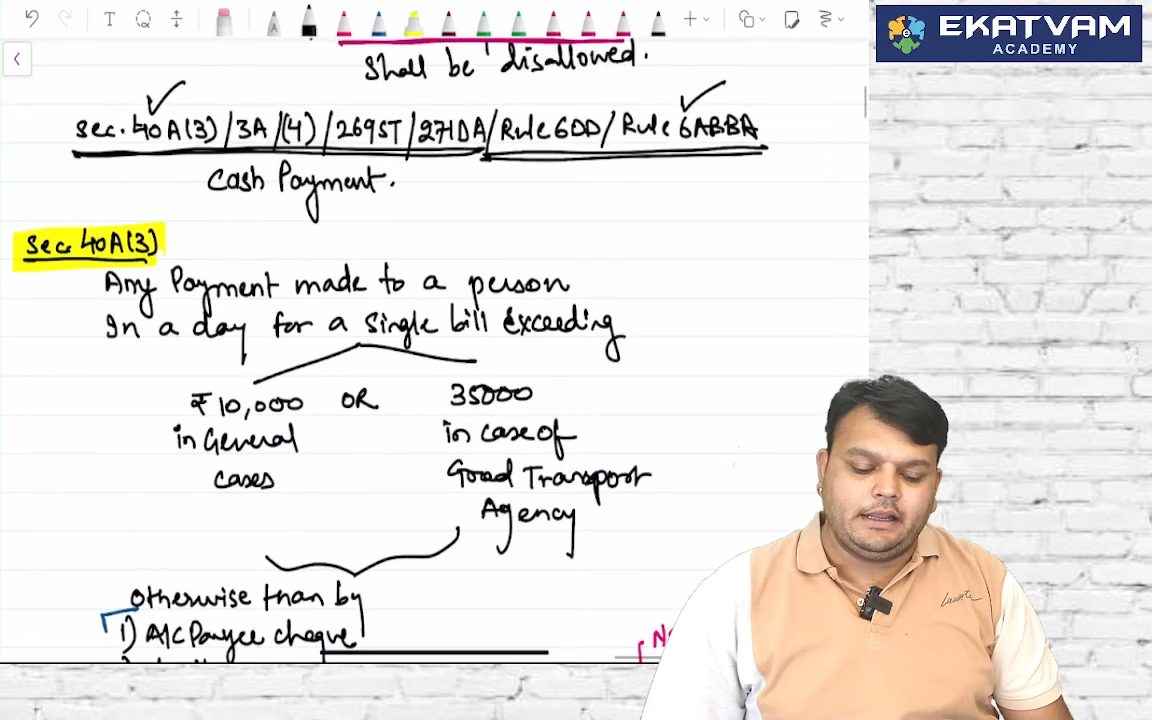 EKATVAM
ACADEMY
Shall be disallowed.
Sec. 40A(3) / 3A / (4) / 269ST / 271DA / Rule 6DD / Rule 6ABBA
Cash Payment.
Sec 40A(3)
Any Payment made to a person
In a day for a single bill exceeding
₹10,000 OR 35000
in General in case of
cases Good Transport
Agency
otherwise than by
1) A/C Payee cheque
Lacoste